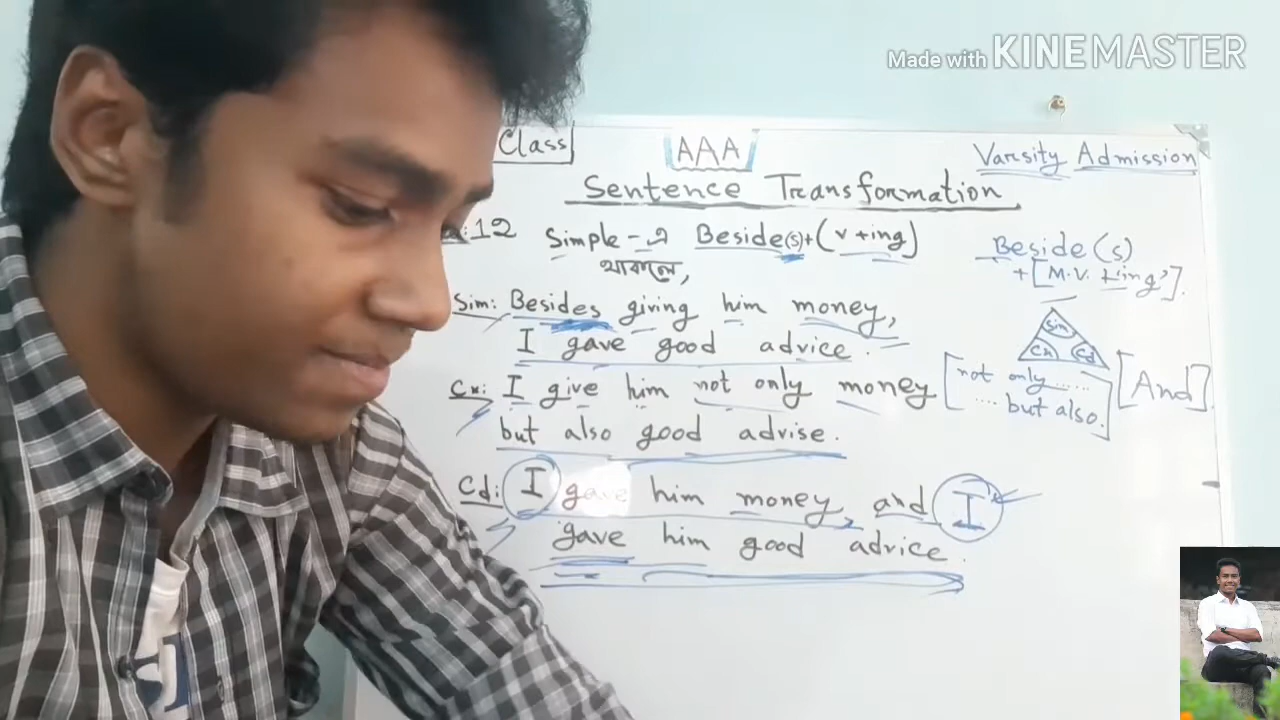 Made with KINEMASTER
Class
AAA
Varsity Admission
Sentence Transformation
:12 Simple-এ Beside(s)+(v+ing)
থাকলে,
Beside(s)
+[M.V.+'ing'].
Sim: Besides giving him money,
I gave good advice.
Sim
Cx Cd
Cx: I give him not only money
but also good advise.
[not only......
.... but also.]
[And]
Cd: I gave him money, and I
gave him good advice.